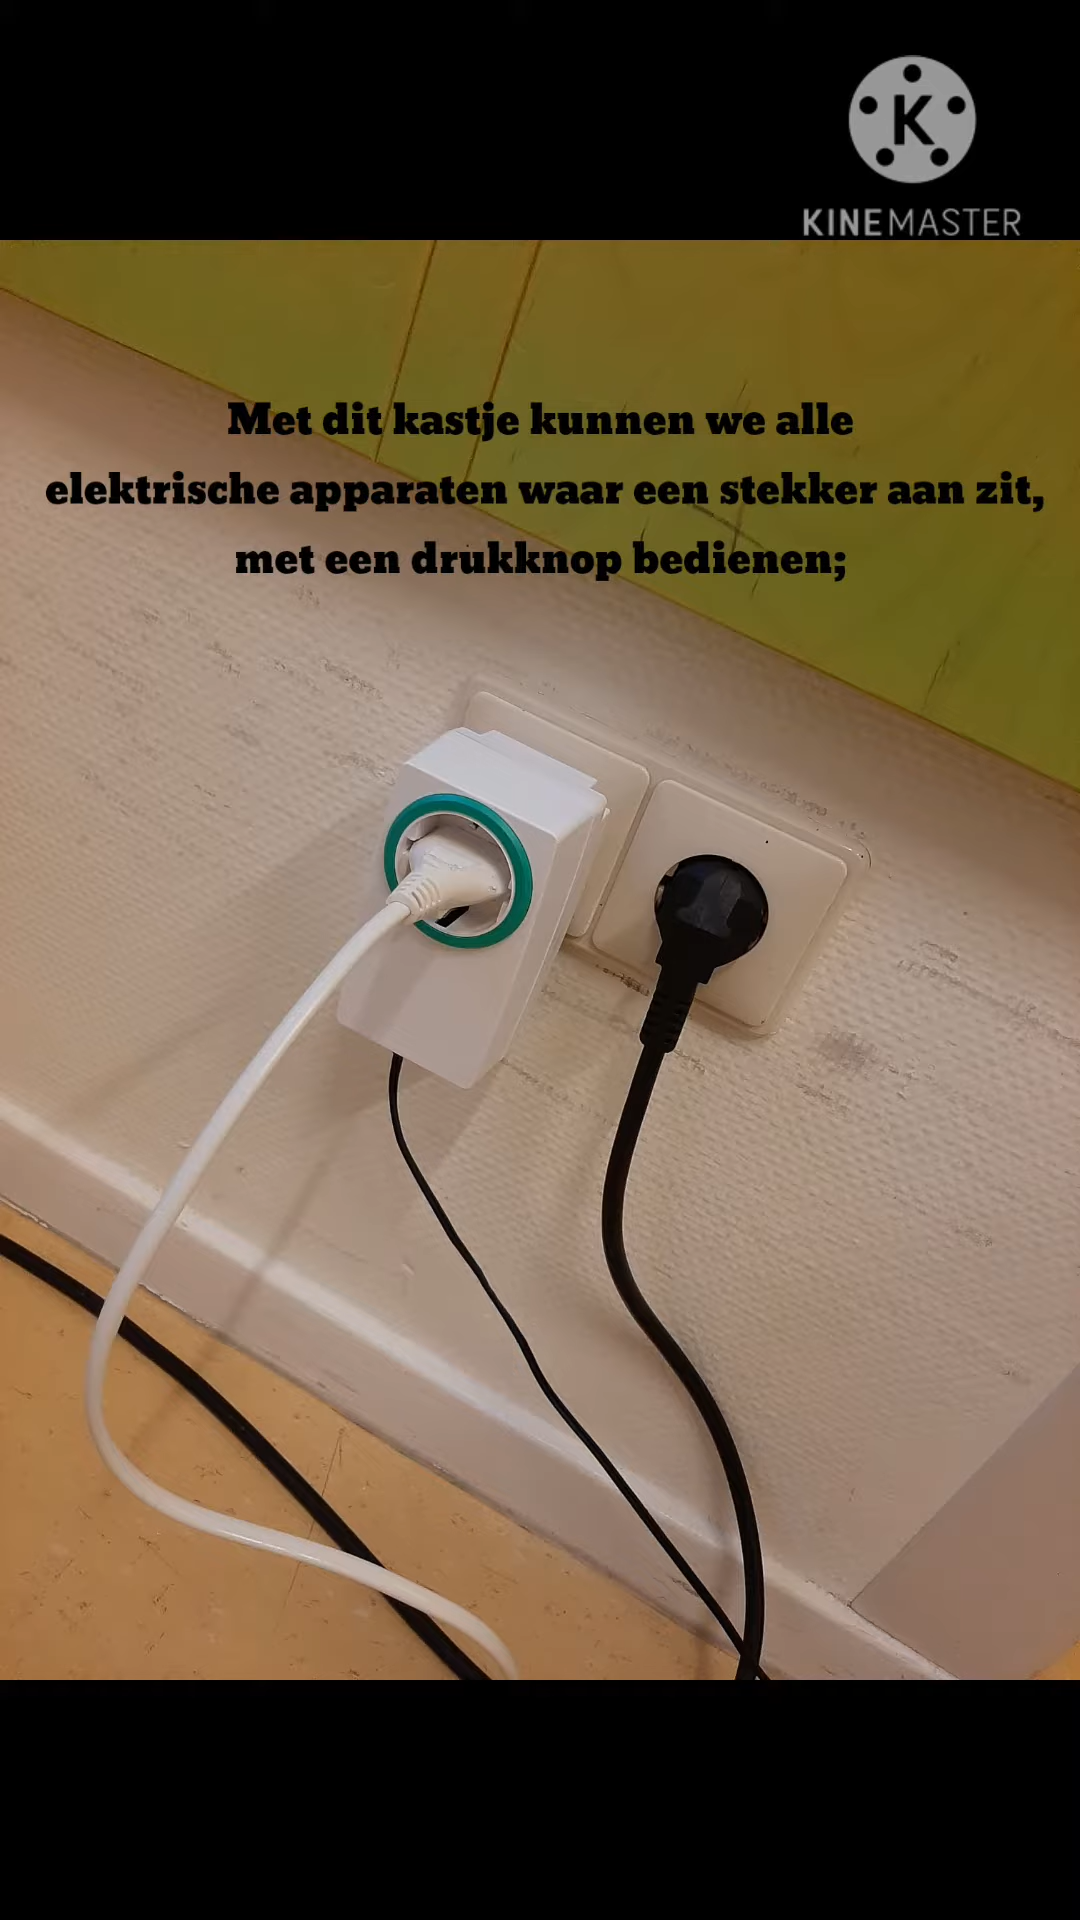 K
KINEMASTER
Met dit kastje kunnen we alle
elektrische apparaten waar een stekker aan zit,
met een drukknop bedienen;